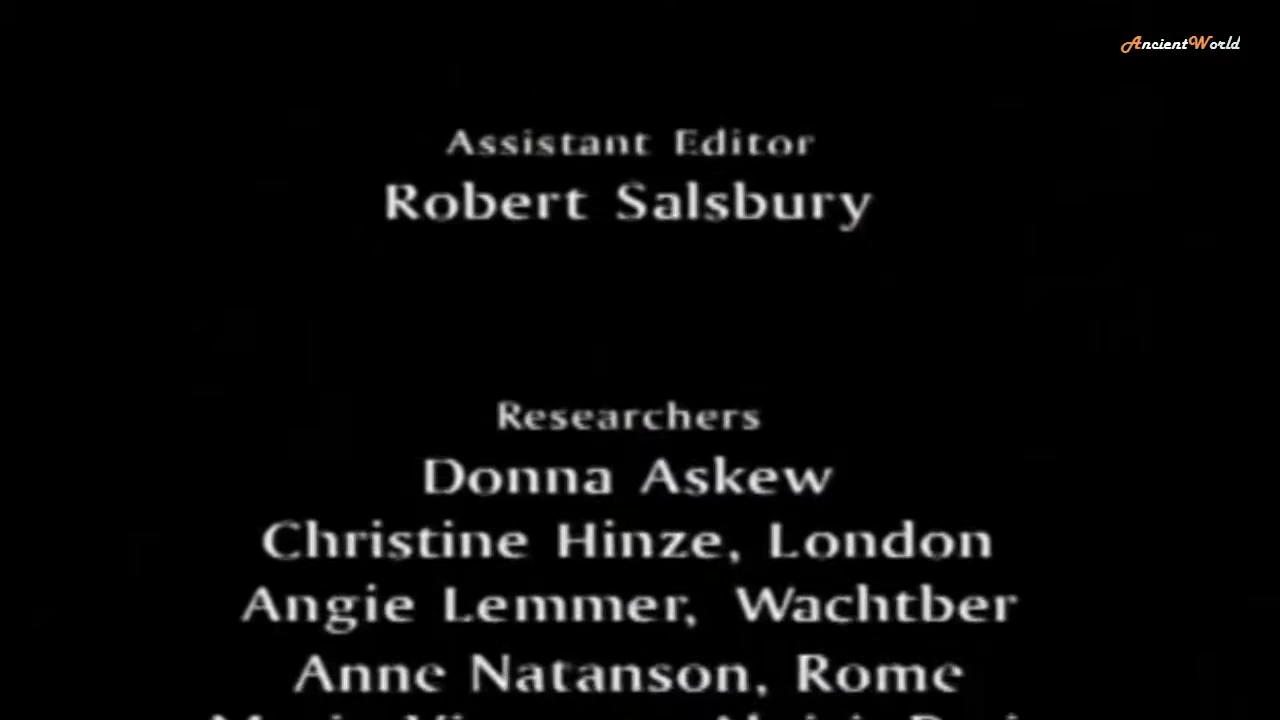 AncientWorld
Assistant Editor
Robert Salsbury
Researchers
Donna Askew
Christine Hinze, London
Angie Lemmer, Wachtber
Anne Natanson, Rome